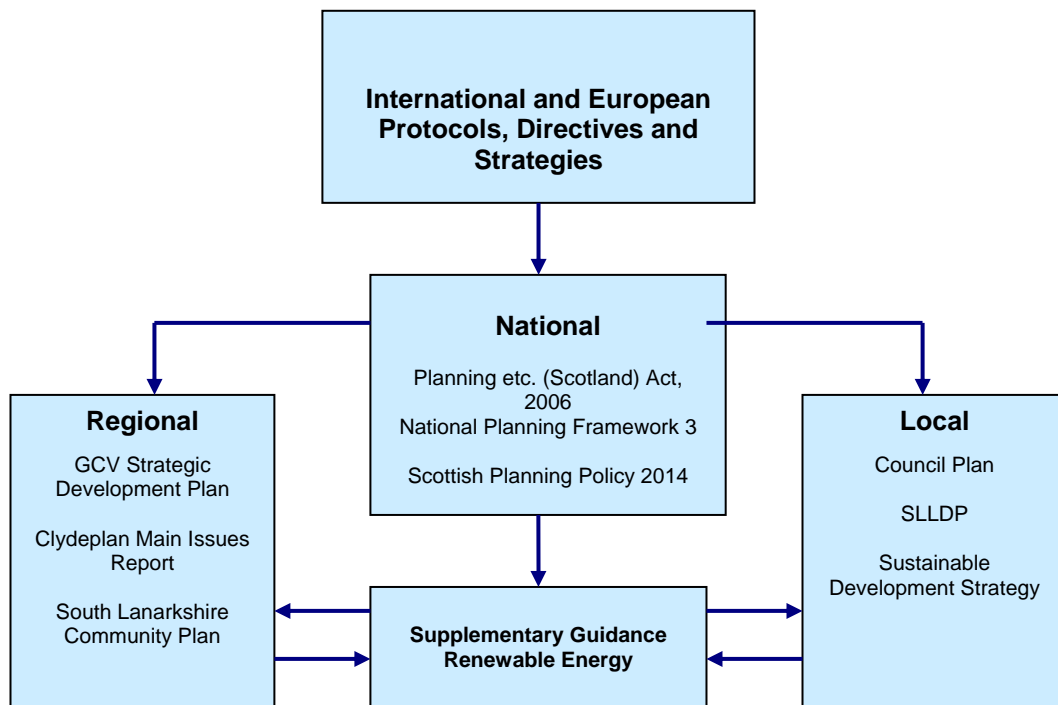 International and European
Protocols, Directives and
Strategies
National
Planning etc. (Scotland) Act,
2006
National Planning Framework 3
Scottish Planning Policy 2014
Regional
GCV Strategic
Development Plan
Clydeplan Main Issues
Report
South Lanarkshire
Community Plan
Local
Council Plan
SLLDP
Sustainable
Development Strategy
Supplementary Guidance
Renewable Energy